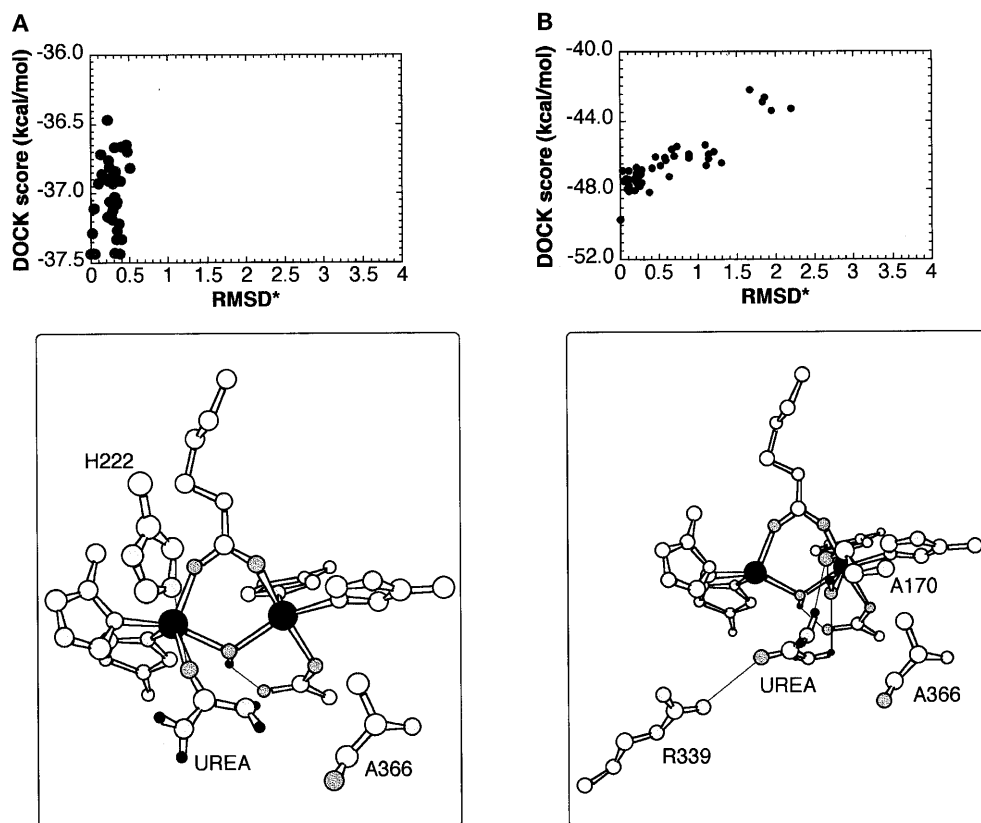 A
DOCK score (kcal/mol)
-36.0
-36.5
-37.0
-37.5
0 0.5 1 1.5 2 2.5 3 3.5 4
RMSD*
B
DOCK score (kcal/mol)
-40.0
-44.0
-48.0
-52.0
0 0.5 1 1.5 2 2.5 3 3.5 4
RMSD*
H222
UREA
A366
A170
UREA
A366
R339